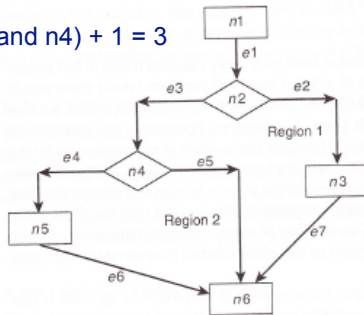 and n4) + 1 = 3
n1
e1
e3
n2
e2
Region 1
e4
n4
e5
n3
n5
Region 2
e7
e6
n6